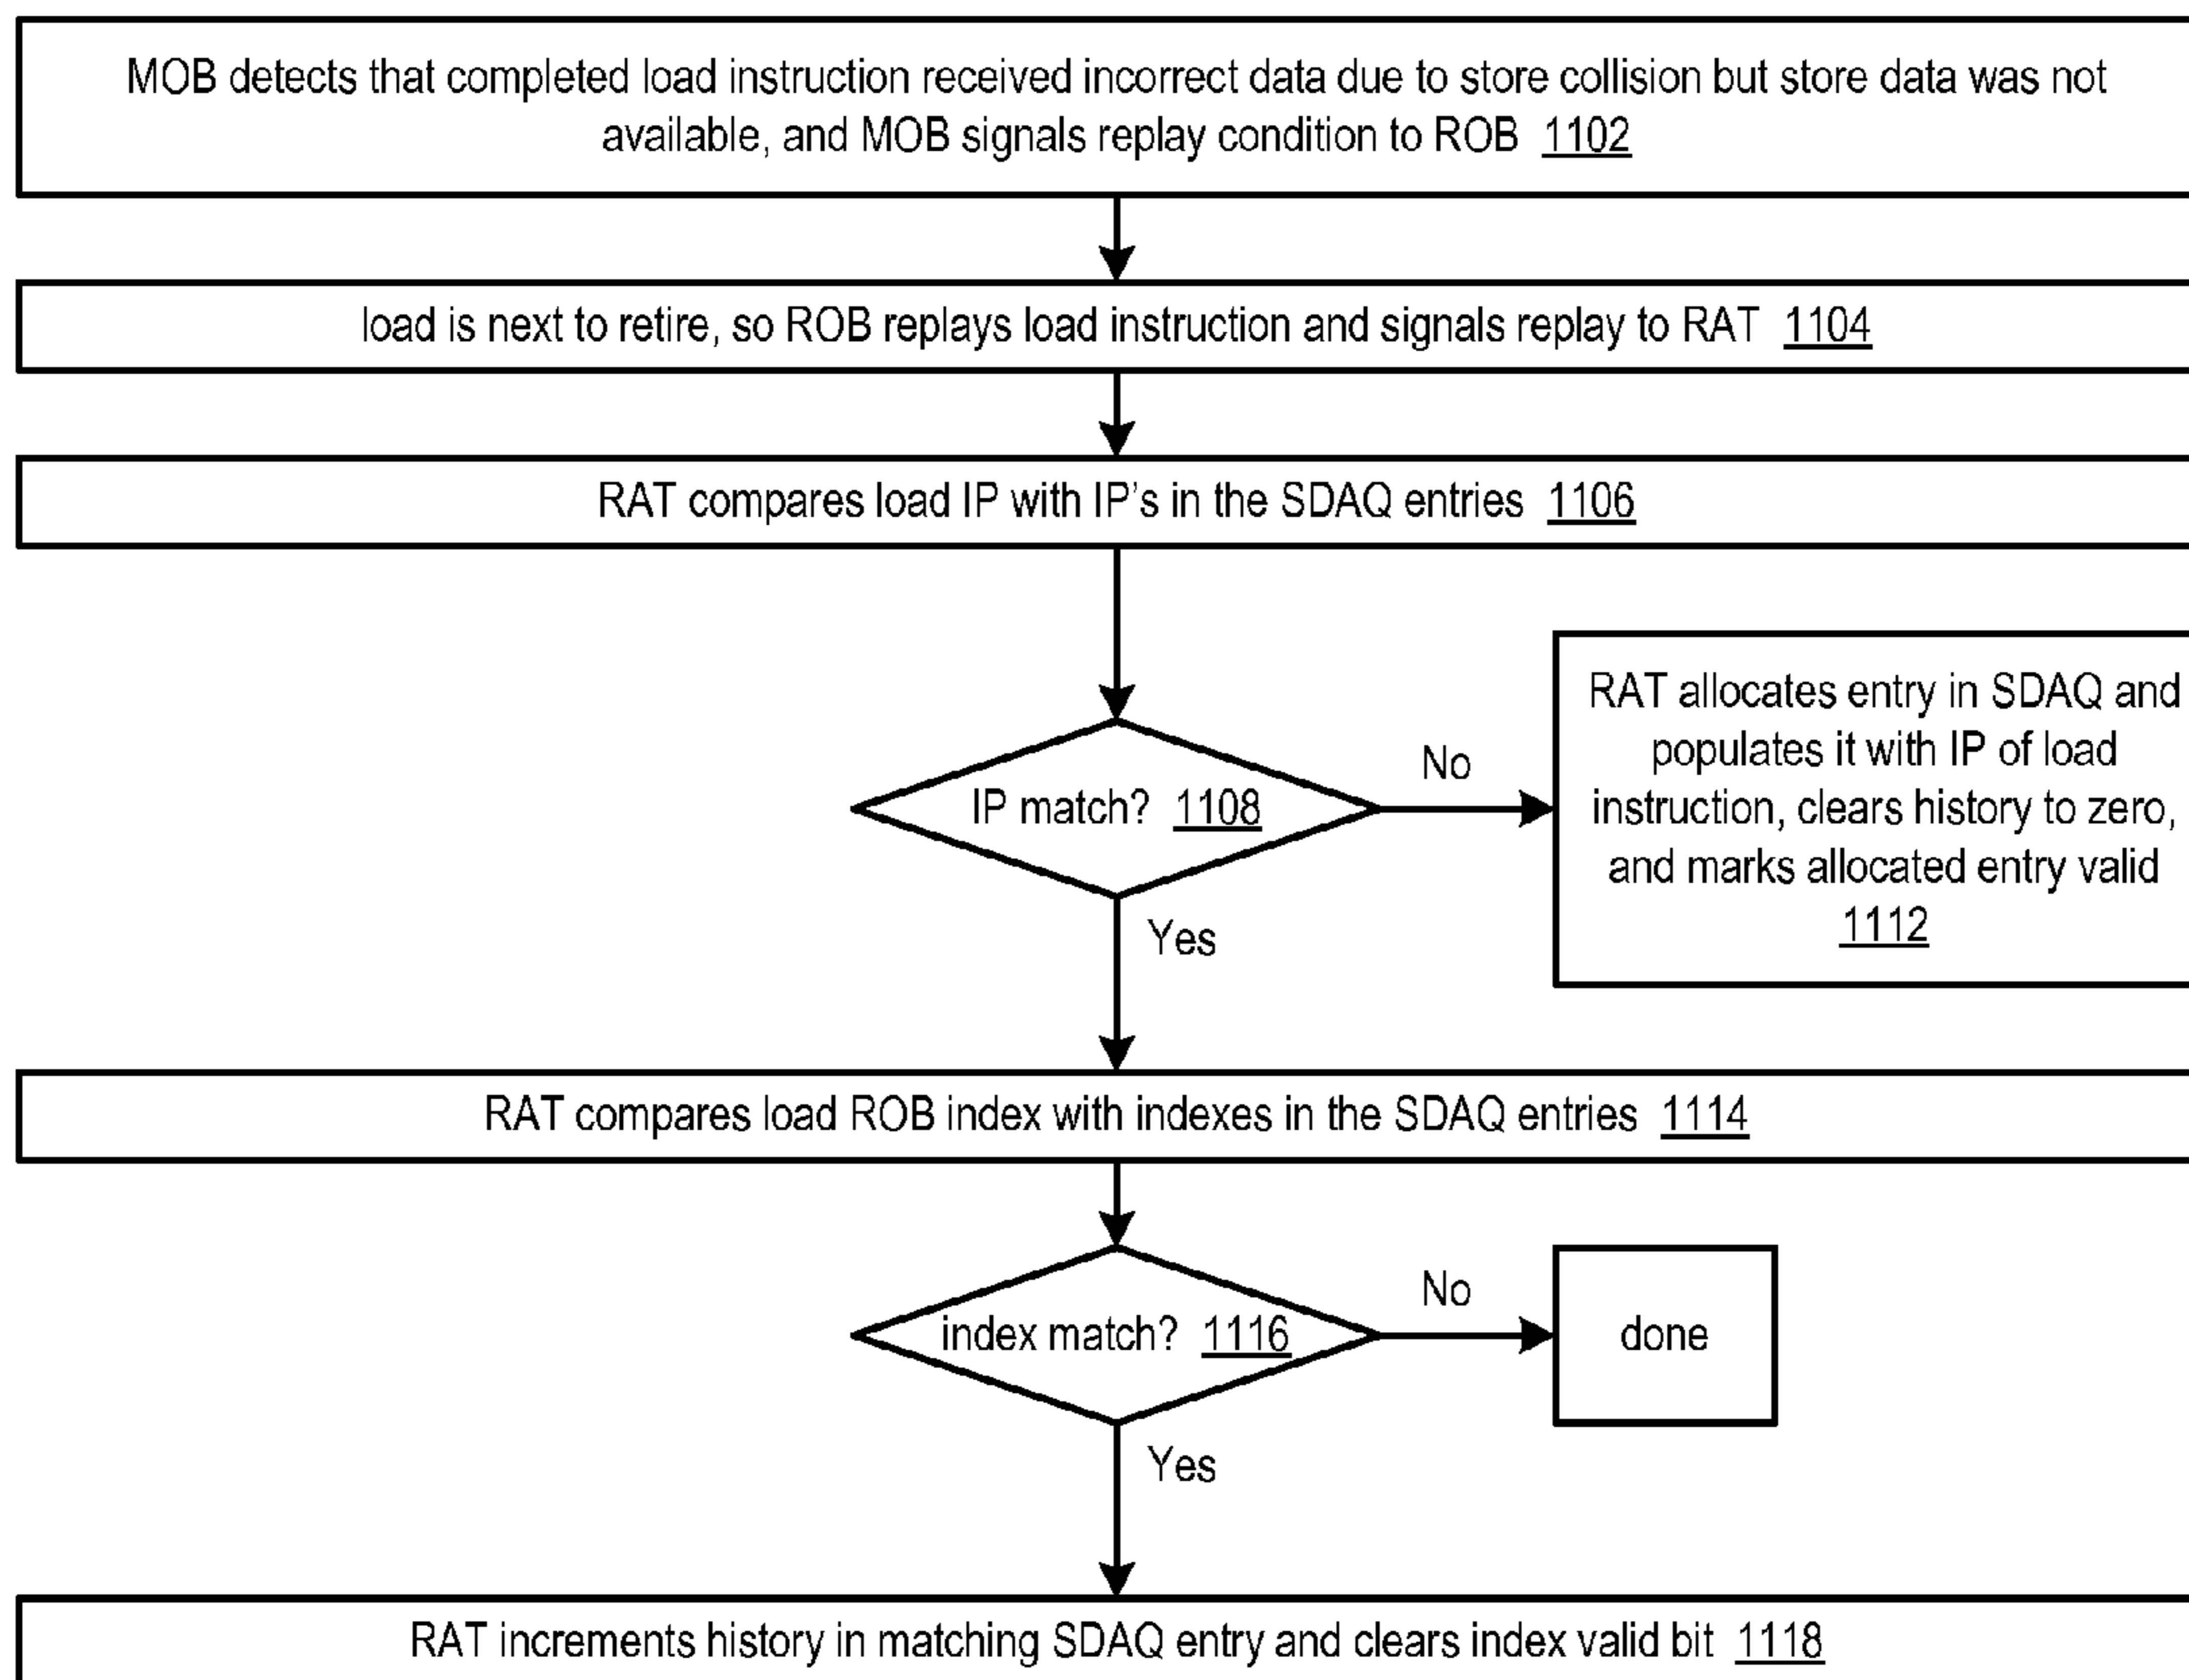 MOB detects that completed load instruction received incorrect data due to store collision but store data was not
available, and MOB signals replay condition to ROB 1102
load is next to retire, so ROB replays load instruction and signals replay to RAT 1104
RAT compares load IP with IP's in the SDAQ entries 1106
IP match? 1108
No
RAT allocates entry in SDAQ and
populates it with IP of load
instruction, clears history to zero,
and marks allocated entry valid
1112
Yes
RAT compares load ROB index with indexes in the SDAQ entries 1114
index match? 1116
No
done
Yes
RAT increments history in matching SDAQ entry and clears index valid bit 1118